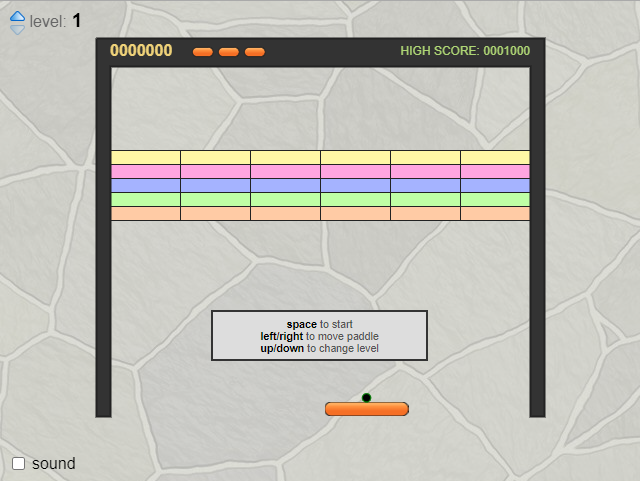 level: 1
0000000 HIGH SCORE: 0001000
space to start
left/right to move paddle
up/down to change level
sound